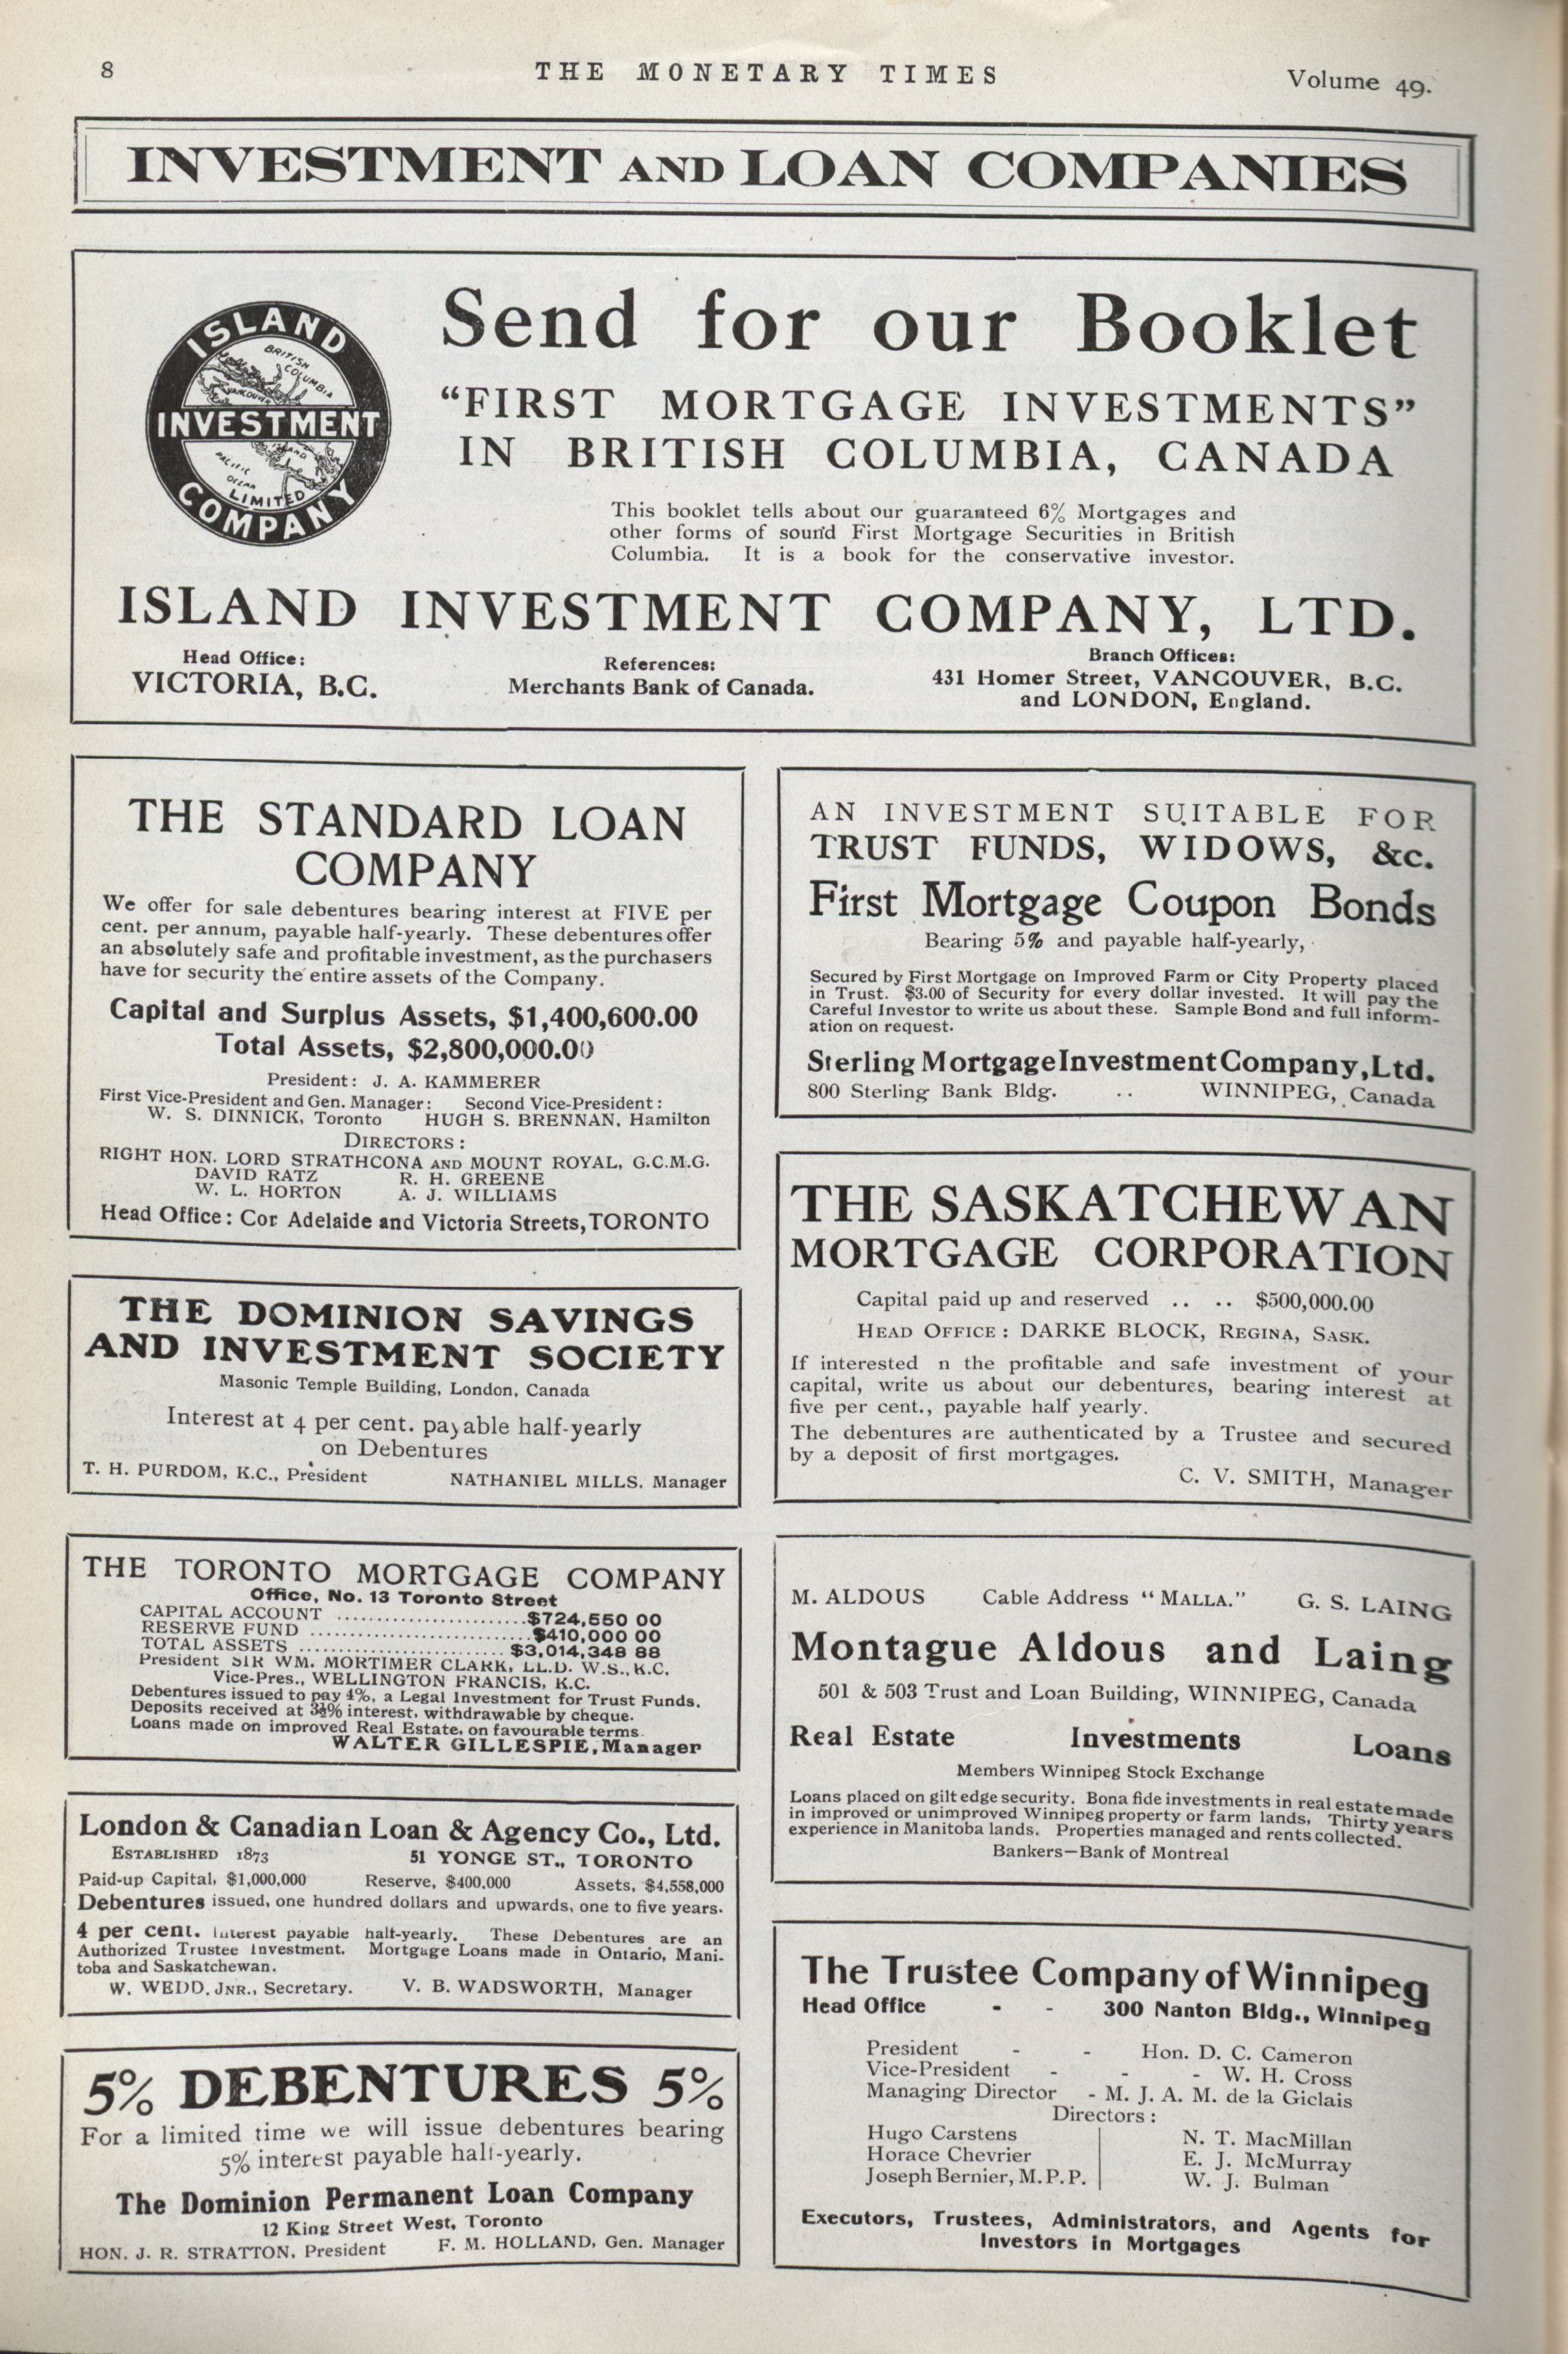 8
THE MONETARY TIMES
Volume 49.
INVESTMENT AND LOAN COMPANIES
ISLAND
BRITISH
COLUMBIA
VANCOUVER
INVESTMENT
ISLAND
PACIFIC
OCEAN
LIMITED
COMPANY
Send for our Booklet
“FIRST MORTGAGE INVESTMENTS”
IN BRITISH COLUMBIA, CANADA
This booklet tells about our guaranteed 6% Mortgages and
other forms of sound First Mortgage Securities in British
Columbia. It is a book for the conservative investor.
ISLAND INVESTMENT COMPANY, LTD.
Head Office:
VICTORIA, B.C.
References:
Merchants Bank of Canada.
Branch Offices:
431 Homer Street, VANCOUVER, B.C.
and LONDON, England.
THE STANDARD LOAN
COMPANY
We offer for sale debentures bearing interest at FIVE per
cent. per annum, payable half-yearly. These debentures offer
an absolutely safe and profitable investment, as the purchasers
have for security the entire assets of the Company.
Capital and Surplus Assets, $1,400,600.00
Total Assets, $2,800,000.00
President: J. A. KAMMERER
First Vice-President and Gen. Manager: Second Vice-President:
W. S. DINNICK, Toronto HUGH S. BRENNAN, Hamilton
DIRECTORS:
RIGHT HON. LORD STRATHCONA AND MOUNT ROYAL, G.C.M.G.
DAVID RATZ R. H. GREENE
W. L. HORTON A. J. WILLIAMS
Head Office: Cor Adelaide and Victoria Streets, TORONTO
THE DOMINION SAVINGS
AND INVESTMENT SOCIETY
Masonic Temple Building, London, Canada
Interest at 4 per cent. payable half-yearly
on Debentures
T. H. PURDOM, K.C., President NATHANIEL MILLS, Manager
THE TORONTO MORTGAGE COMPANY
Office, No. 13 Toronto Street
CAPITAL ACCOUNT ........................$724,550 00
RESERVE FUND ............................$410,000 00
TOTAL ASSETS ..........................$3,014,348 88
President SIR WM. MORTIMER CLARK, LL.D. W.S., K.C.
Vice-Pres., WELLINGTON FRANCIS, K.C.
Debentures issued to pay 4%, a Legal Investment for Trust Funds.
Deposits received at 3½% interest, withdrawable by cheque.
Loans made on improved Real Estate, on favourable terms.
WALTER GILLESPIE, Manager
London & Canadian Loan & Agency Co., Ltd.
ESTABLISHED 1873 51 YONGE ST., TORONTO
Paid-up Capital, $1,000,000 Reserve, $400,000 Assets, $4,558,000
Debentures issued, one hundred dollars and upwards, one to five years.
4 per cent. Interest payable half-yearly. These Debentures are an
Authorized Trustee Investment. Mortgage Loans made in Ontario, Mani-
toba and Saskatchewan.
W. WEDD, JNR., Secretary. V. B. WADSWORTH, Manager
5% DEBENTURES 5%
For a limited time we will issue debentures bearing
5% interest payable half-yearly.
The Dominion Permanent Loan Company
12 King Street West, Toronto
HON. J. R. STRATTON, President F. M. HOLLAND, Gen. Manager
AN INVESTMENT SUITABLE FOR
TRUST FUNDS, WIDOWS, &c.
First Mortgage Coupon Bonds
Bearing 5% and payable half-yearly,
Secured by First Mortgage on Improved Farm or City Property placed
in Trust. $3.00 of Security for every dollar invested. It will pay the
Careful Investor to write us about these. Sample Bond and full inform-
ation on request.
Sterling Mortgage Investment Company, Ltd.
800 Sterling Bank Bldg. .. WINNIPEG, Canada
THE SASKATCHEWAN
MORTGAGE CORPORATION
Capital paid up and reserved .. .. $500,000.00
HEAD OFFICE: DARKE BLOCK, REGINA, SASK.
If interested n the profitable and safe investment of your
capital, write us about our debentures, bearing interest at
five per cent., payable half yearly.
The debentures are authenticated by a Trustee and secured
by a deposit of first mortgages.
C. V. SMITH, Manager
M. ALDOUS Cable Address “MALLA.” G. S. LAING
Montague Aldous and Laing
501 & 503 Trust and Loan Building, WINNIPEG, Canada
Real Estate Investments Loans
Members Winnipeg Stock Exchange
Loans placed on gilt edge security. Bona fide investments in real estate made
in improved or unimproved Winnipeg property or farm lands, Thirty years
experience in Manitoba lands. Properties managed and rents collected.
Bankers—Bank of Montreal
The Trustee Company of Winnipeg
Head Office - - 300 Nanton Bldg., Winnipeg
President - - Hon. D. C. Cameron
Vice-President - - - W. H. Cross
Managing Director - M. J. A. M. de la Giclais
Directors:
Hugo Carstens N. T. MacMillan
Horace Chevrier E. J. McMurray
Joseph Bernier, M.P.P. W. J. Bulman
Executors, Trustees, Administrators, and Agents for
Investors in Mortgages